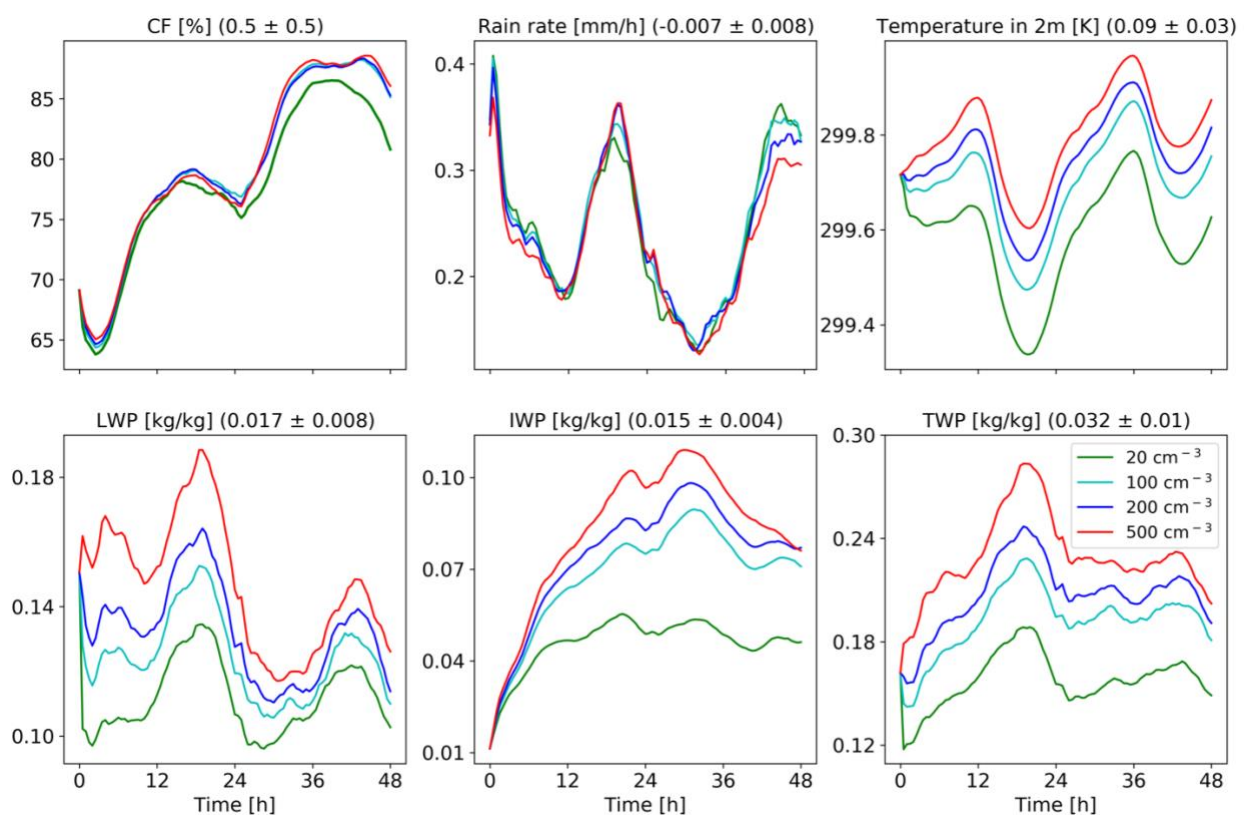 CF [%] (0.5 ± 0.5)
85
80
75
70
65
Rain rate [mm/h] (-0.007 ± 0.008)
0.4
0.3
0.2
Temperature in 2m [K] (0.09 ± 0.03)
299.8
299.6
299.4
LWP [kg/kg] (0.017 ± 0.008)
0.18
0.14
0.10
0 12 24 36 48
Time [h]
IWP [kg/kg] (0.015 ± 0.004)
0.10
0.07
0.04
0.01
0 12 24 36 48
Time [h]
TWP [kg/kg] (0.032 ± 0.01)
0.30
0.24
0.18
0.12
20 cm⁻³
100 cm⁻³
200 cm⁻³
500 cm⁻³
0 12 24 36 48
Time [h]